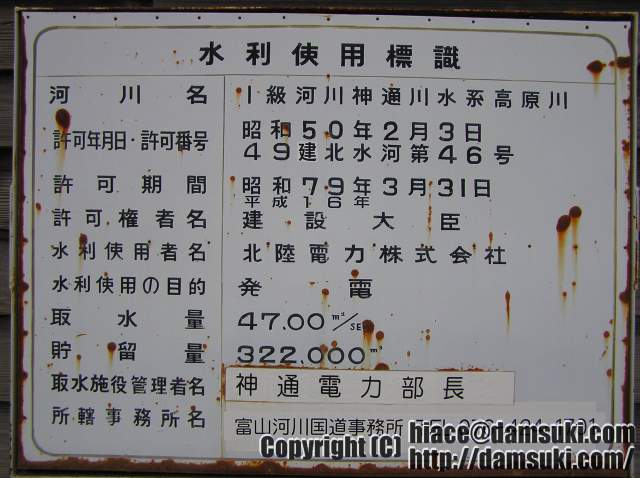 水利使用標識
河川名 1級河川神通川水系高原川
許可年月日・許可番号 昭和50年2月3日
49建北水河第46号
許可期間 昭和79年3月31日
平成16年
許可権者名 建設大臣
水利使用者名 北陸電力株式会社
水利使用の目的 発電
取水量 47.00m³/SE
貯留量 322,000m³
取水施設管理者名 神通電力部長
所轄事務所名 富山河川国道事務所
Copyright (C) hiace@damsuki.com
http://damsuki.com/